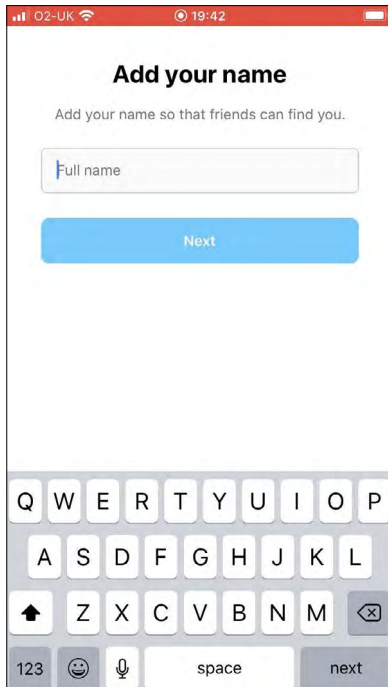 O2-UK 19:42
Add your name
Add your name so that friends can find you.
Full name
Next
Q W E R T Y U I O P
A S D F G H J K L
Z X C V B N M
123 space next